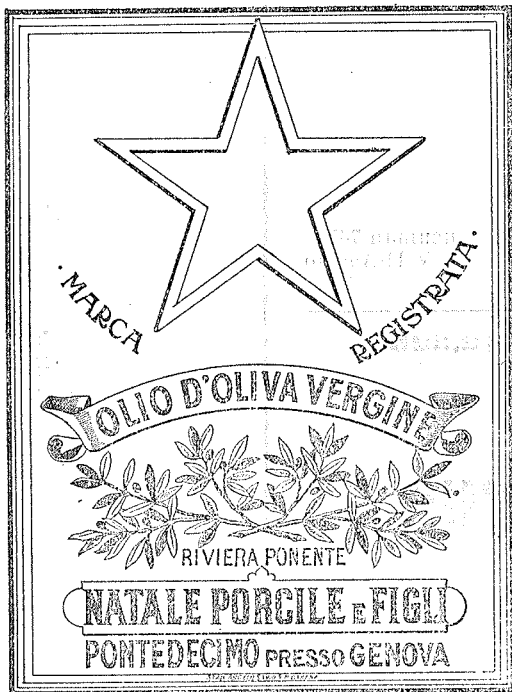 · MARCA
REGISTRATA ·
OLIO D'OLIVA VERGINE
RIVIERA PONENTE
NATALE PORCILE E FIGLI
PONTEDECIMO PRESSO GENOVA